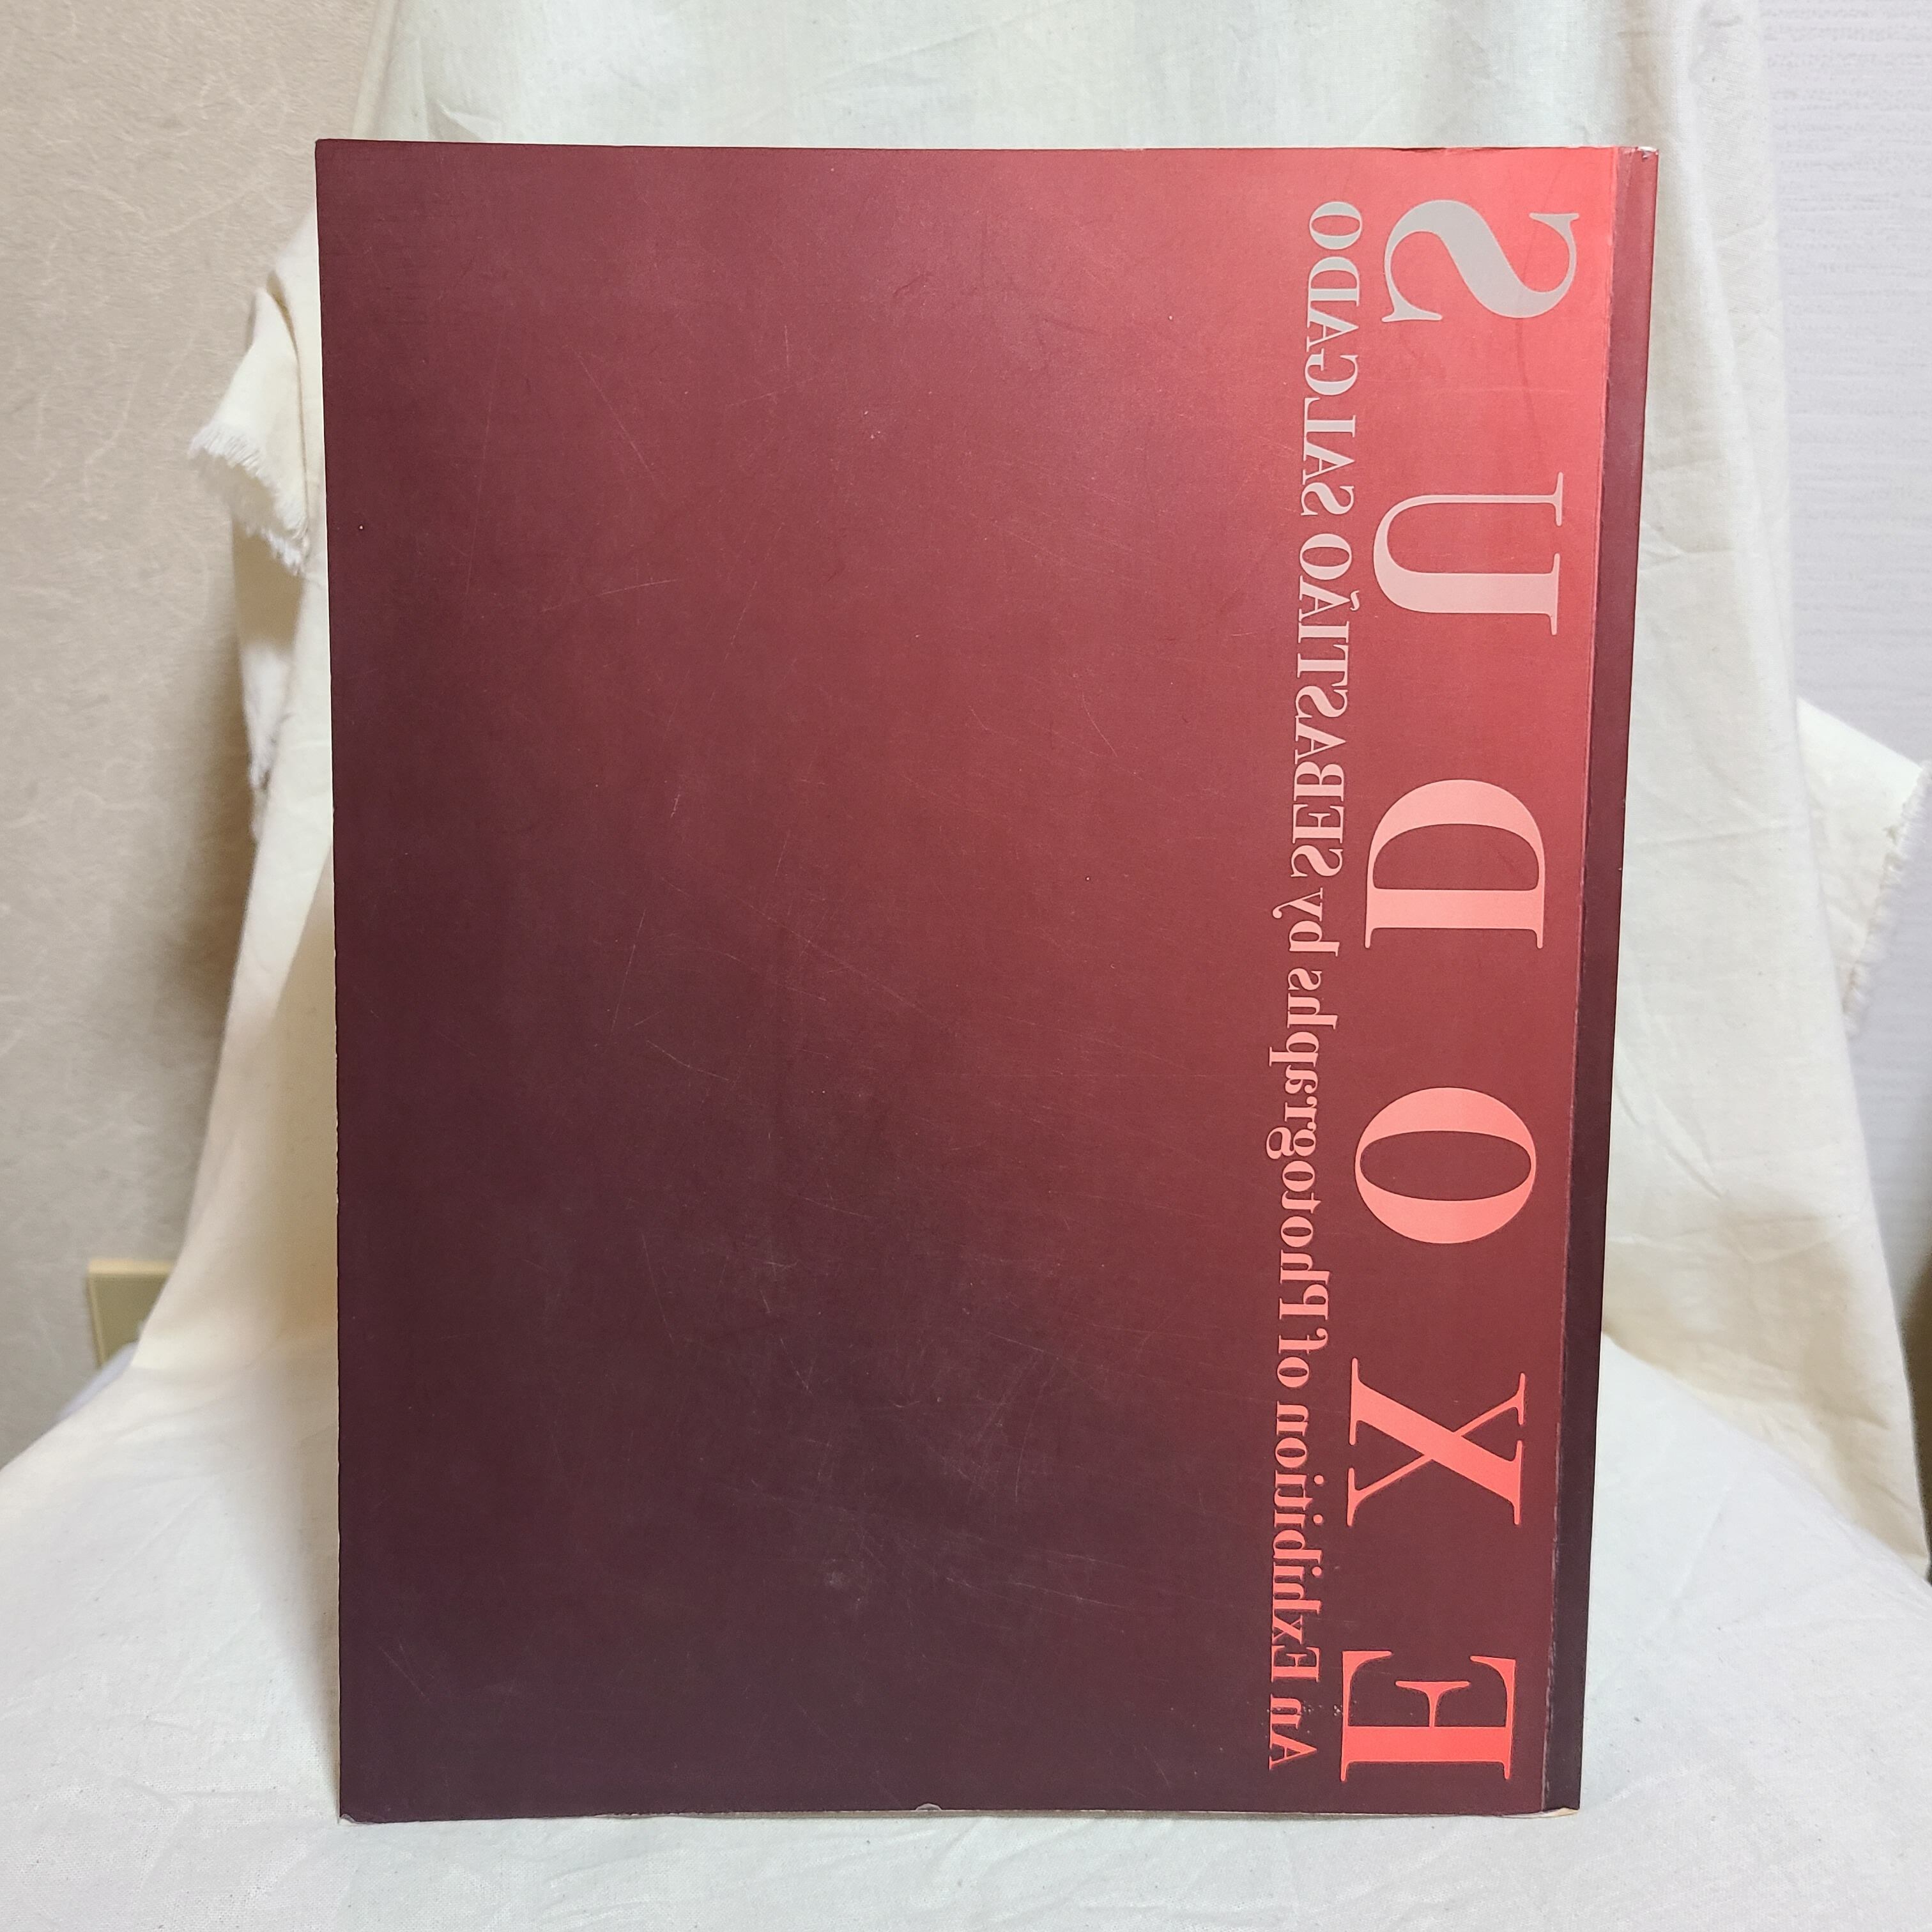 EXODUS
An Exhibition of Photographs by SEBASTIÃO SALGADO